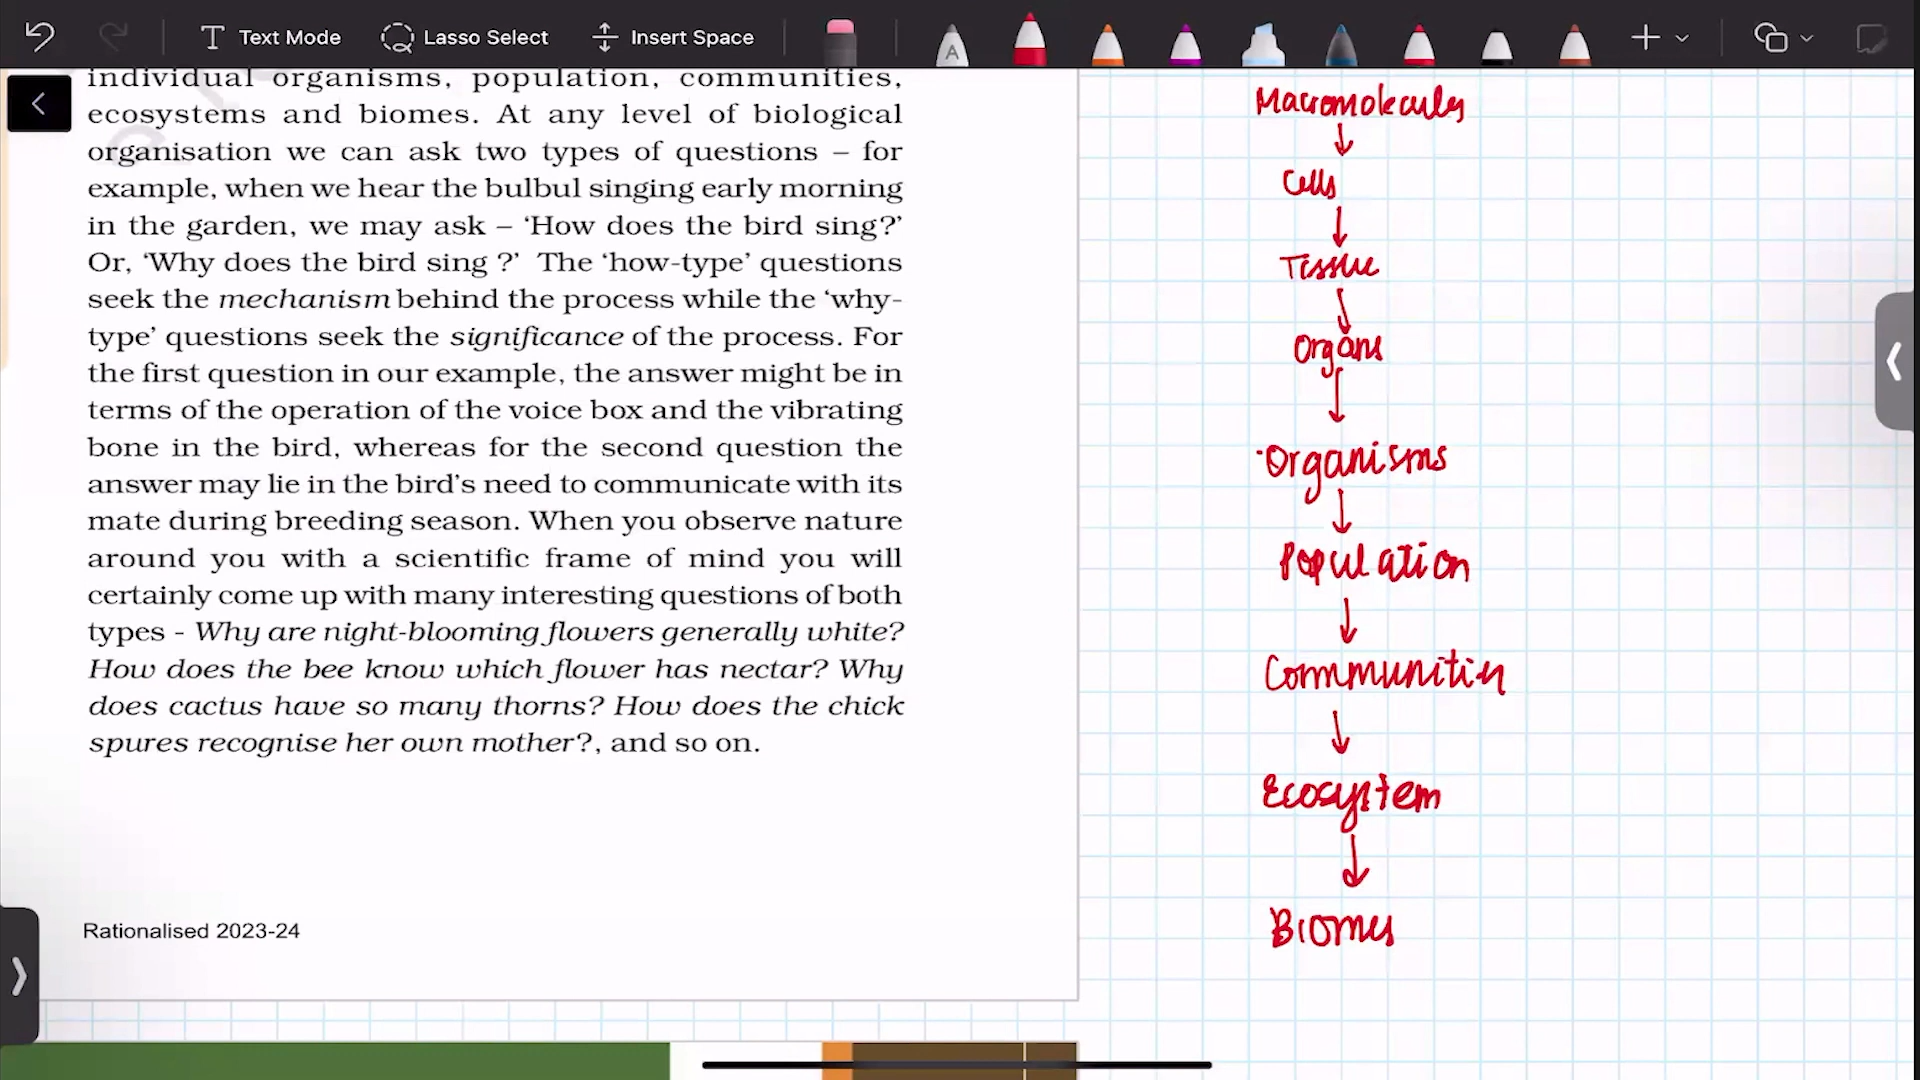 Text Mode
Lasso Select
Insert Space
individual organisms, population, communities,
ecosystems and biomes. At any level of biological
organisation we can ask two types of questions – for
example, when we hear the bulbul singing early morning
in the garden, we may ask – ‘How does the bird sing?’
Or, ‘Why does the bird sing ?’ The ‘how-type’ questions
seek the mechanism behind the process while the ‘why-
type’ questions seek the significance of the process. For
the first question in our example, the answer might be in
terms of the operation of the voice box and the vibrating
bone in the bird, whereas for the second question the
answer may lie in the bird’s need to communicate with its
mate during breeding season. When you observe nature
around you with a scientific frame of mind you will
certainly come up with many interesting questions of both
types - Why are night-blooming flowers generally white?
How does the bee know which flower has nectar? Why
does cactus have so many thorns? How does the chick
spures recognise her own mother?, and so on.
Rationalised 2023-24
Macromolecules
Cells
Tissue
Organs
Organisms
Population
Communities
Ecosystem
Biomes